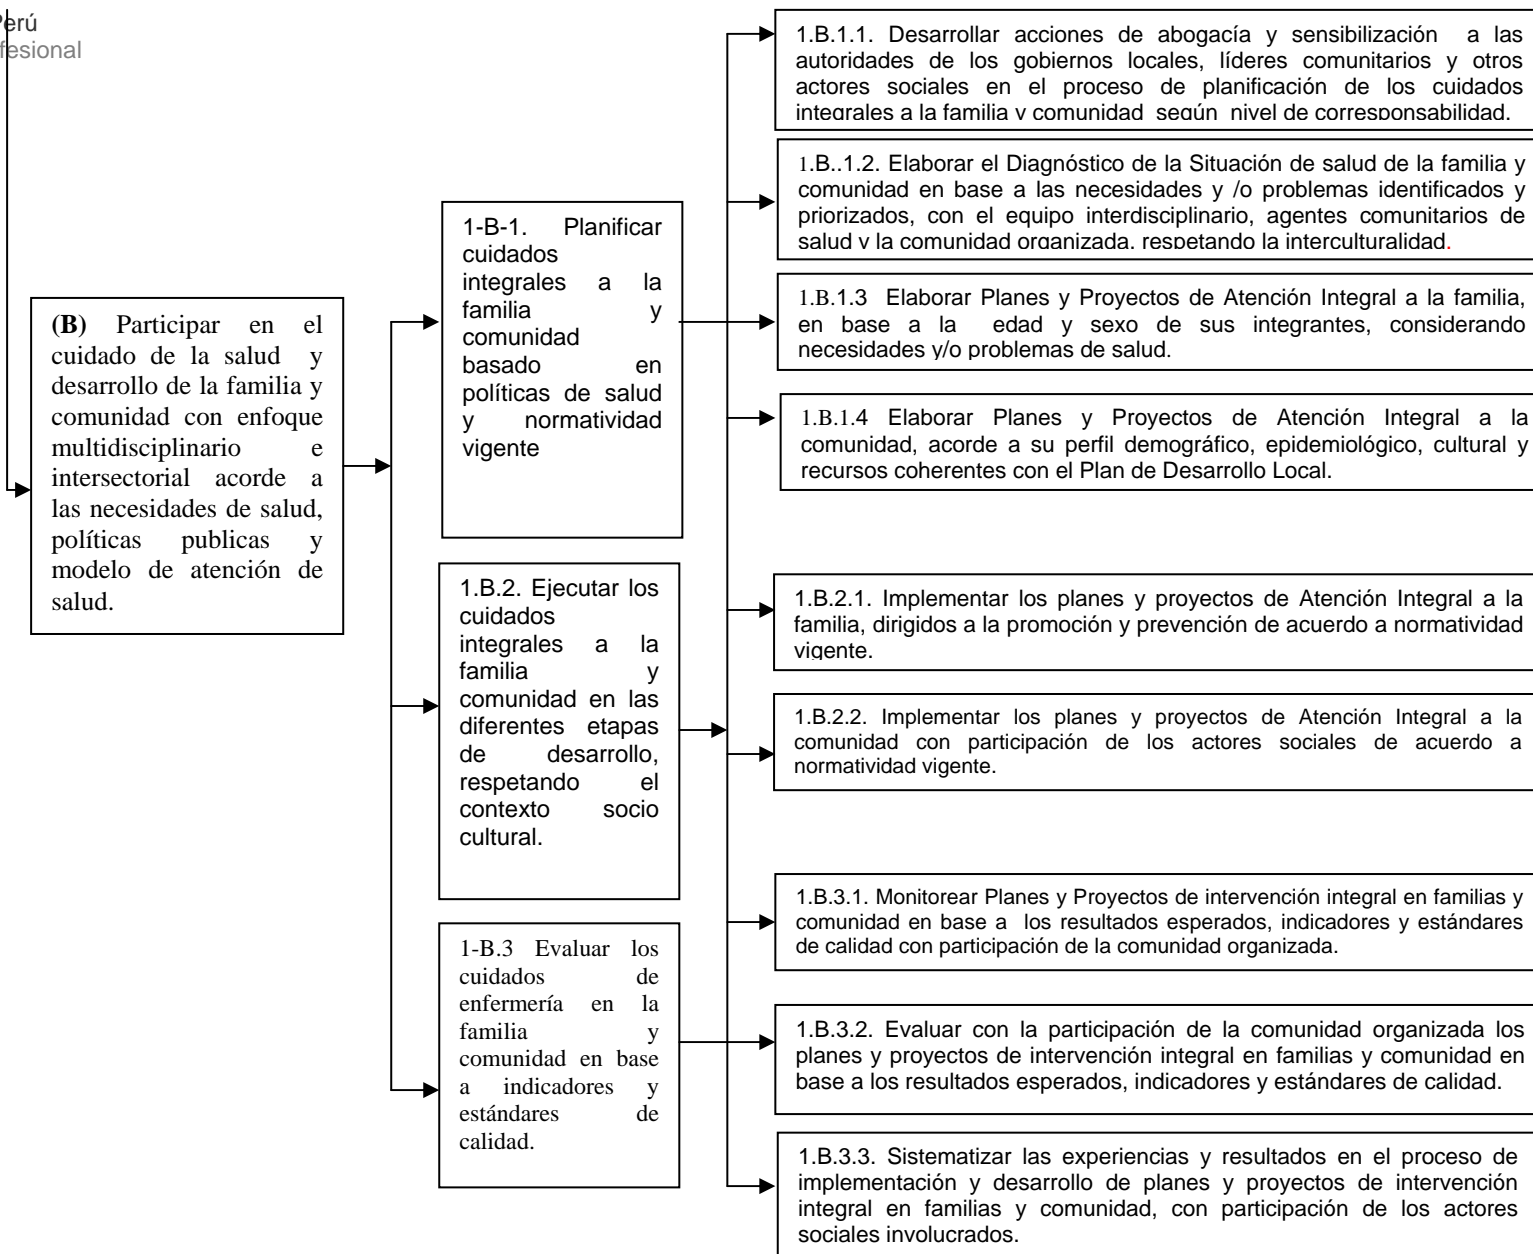 Perú
fesional
(B) Participar en el
cuidado de la salud y
desarrollo de la familia y
comunidad con enfoque
multidisciplinario e
intersectorial acorde a
las necesidades de salud,
políticas publicas y
modelo de atención de
salud.
1-B-1. Planificar
cuidados
integrales a la
familia y
comunidad
basado en
políticas de salud
y normatividad
vigente
1.B.2. Ejecutar los
cuidados
integrales a la
familia y
comunidad en las
diferentes etapas
de desarrollo,
respetando el
contexto socio
cultural.
1-B.3 Evaluar los
cuidados de
enfermería en la
familia y
comunidad en base
a indicadores y
estándares de
calidad.
1.B.1.1. Desarrollar acciones de abogacía y sensibilización a las
autoridades de los gobiernos locales, líderes comunitarios y otros
actores sociales en el proceso de planificación de los cuidados
integrales a la familia y comunidad según nivel de corresponsabilidad.
1.B..1.2. Elaborar el Diagnóstico de la Situación de salud de la familia y
comunidad en base a las necesidades y /o problemas identificados y
priorizados, con el equipo interdisciplinario, agentes comunitarios de
salud y la comunidad organizada. respetando la interculturalidad.
1.B.1.3 Elaborar Planes y Proyectos de Atención Integral a la familia,
en base a la edad y sexo de sus integrantes, considerando
necesidades y/o problemas de salud.
1.B.1.4 Elaborar Planes y Proyectos de Atención Integral a la
comunidad, acorde a su perfil demográfico, epidemiológico, cultural y
recursos coherentes con el Plan de Desarrollo Local.
1.B.2.1. Implementar los planes y proyectos de Atención Integral a la
familia, dirigidos a la promoción y prevención de acuerdo a normatividad
vigente.
1.B.2.2. Implementar los planes y proyectos de Atención Integral a la
comunidad con participación de los actores sociales de acuerdo a
normatividad vigente.
1.B.3.1. Monitorear Planes y Proyectos de intervención integral en familias y
comunidad en base a los resultados esperados, indicadores y estándares
de calidad con participación de la comunidad organizada.
1.B.3.2. Evaluar con la participación de la comunidad organizada los
planes y proyectos de intervención integral en familias y comunidad en
base a los resultados esperados, indicadores y estándares de calidad.
1.B.3.3. Sistematizar las experiencias y resultados en el proceso de
implementación y desarrollo de planes y proyectos de intervención
integral en familias y comunidad, con participación de los actores
sociales involucrados.